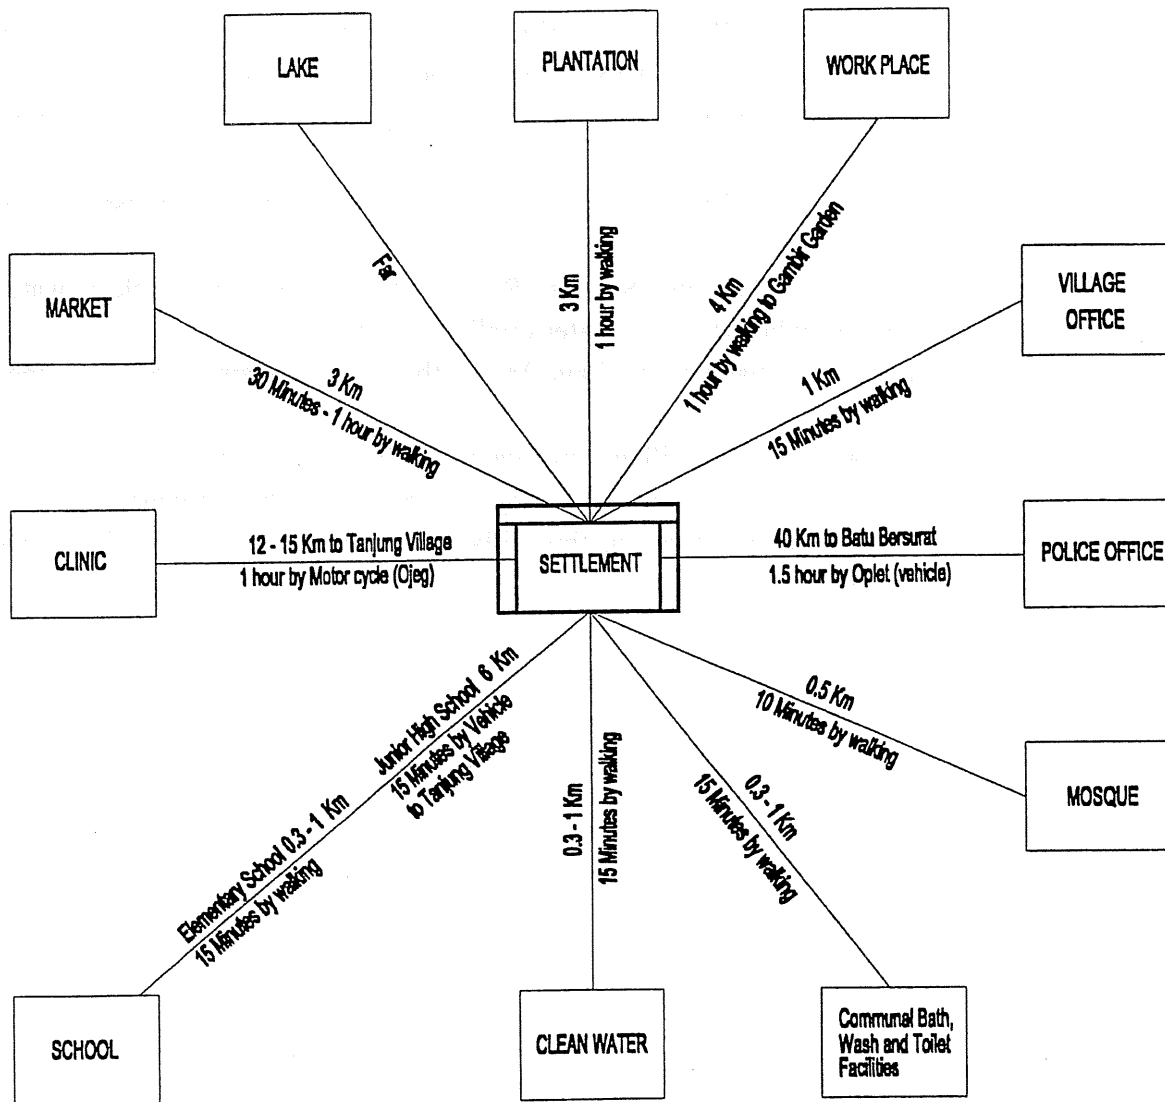 LAKE
PLANTATION
WORK PLACE
Far
3 Km
1 hour by walking
4 Km
1 hour by walking to Gambir Garden
MARKET
3 Km
30 Minutes - 1 hour by walking
VILLAGE
OFFICE
1 Km
15 Minutes by walking
CLINIC
12 - 15 Km to Tanjung Village
1 hour by Motor cycle (Ojeg)
SETTLEMENT
40 Km to Batu Bersurat
1.5 hour by Oplet (vehicle)
POLICE OFFICE
Junior High School 6 Km
15 Minutes by Vehicle
to Tanjung Village
Elementary School 0.3 - 1 Km
15 Minutes by walking
0.3 - 1 Km
15 Minutes by walking
0.3 - 1 Km
15 Minutes by walking
0.5 Km
10 Minutes by walking
MOSQUE
SCHOOL
CLEAN WATER
Communal Bath,
Wash and Toilet
Facilities